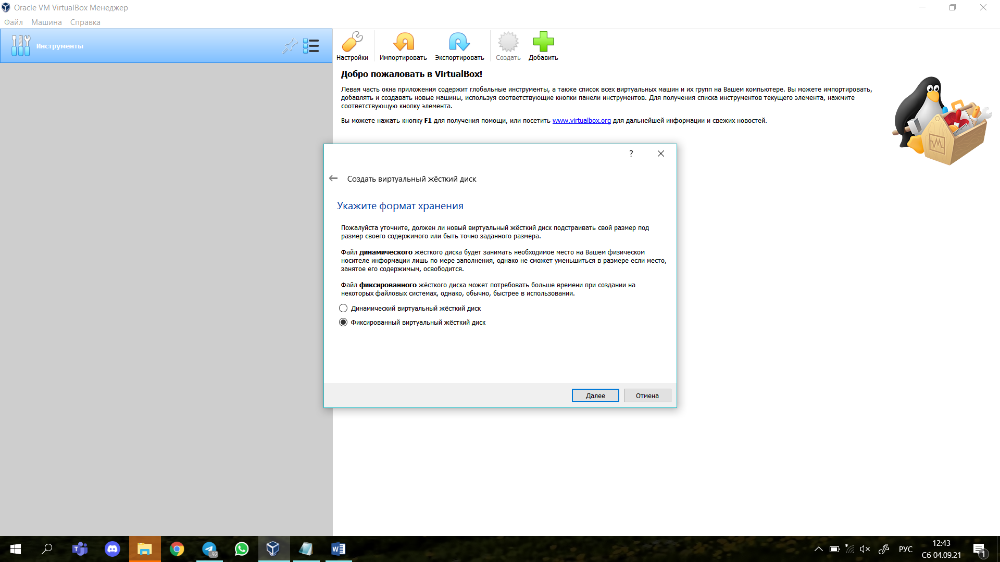 Oracle VM VirtualBox Менеджер
Файл Машина Справка
Инструменты
Настройки Импортировать Экспортировать Создать Добавить
Добро пожаловать в VirtualBox!
Левая часть окна приложения содержит глобальные инструменты, а также список всех виртуальных машин и их групп на Вашем компьютере. Вы можете импортировать,
добавлять и создавать новые машины, используя соответствующие кнопки панели инструментов. Для получения списка инструментов текущего элемента, нажмите
соответствующую кнопку элемента.
Вы можете нажать кнопку F1 для получения помощи, или посетить www.virtualbox.org для дальнейшей информации и свежих новостей.
?
Создать виртуальный жёсткий диск
Укажите формат хранения
Пожалуйста уточните, должен ли новый виртуальный жёсткий диск подстраивать свой размер под
размер своего содержимого или быть точно заданного размера.
Файл динамического жёсткого диска будет занимать необходимое место на Вашем физическом
носителе информации лишь по мере заполнения, однако не сможет уменьшиться в размере если место,
занятое его содержимым, освободится.
Файл фиксированного жёсткого диска может потребовать больше времени при создании на
некоторых файловых системах, однако, обычно, быстрее в использовании.
Динамический виртуальный жёсткий диск
Фиксированный виртуальный жёсткий диск
Далее Отмена
92
РУС
12:43
Сб 04.09.21
1